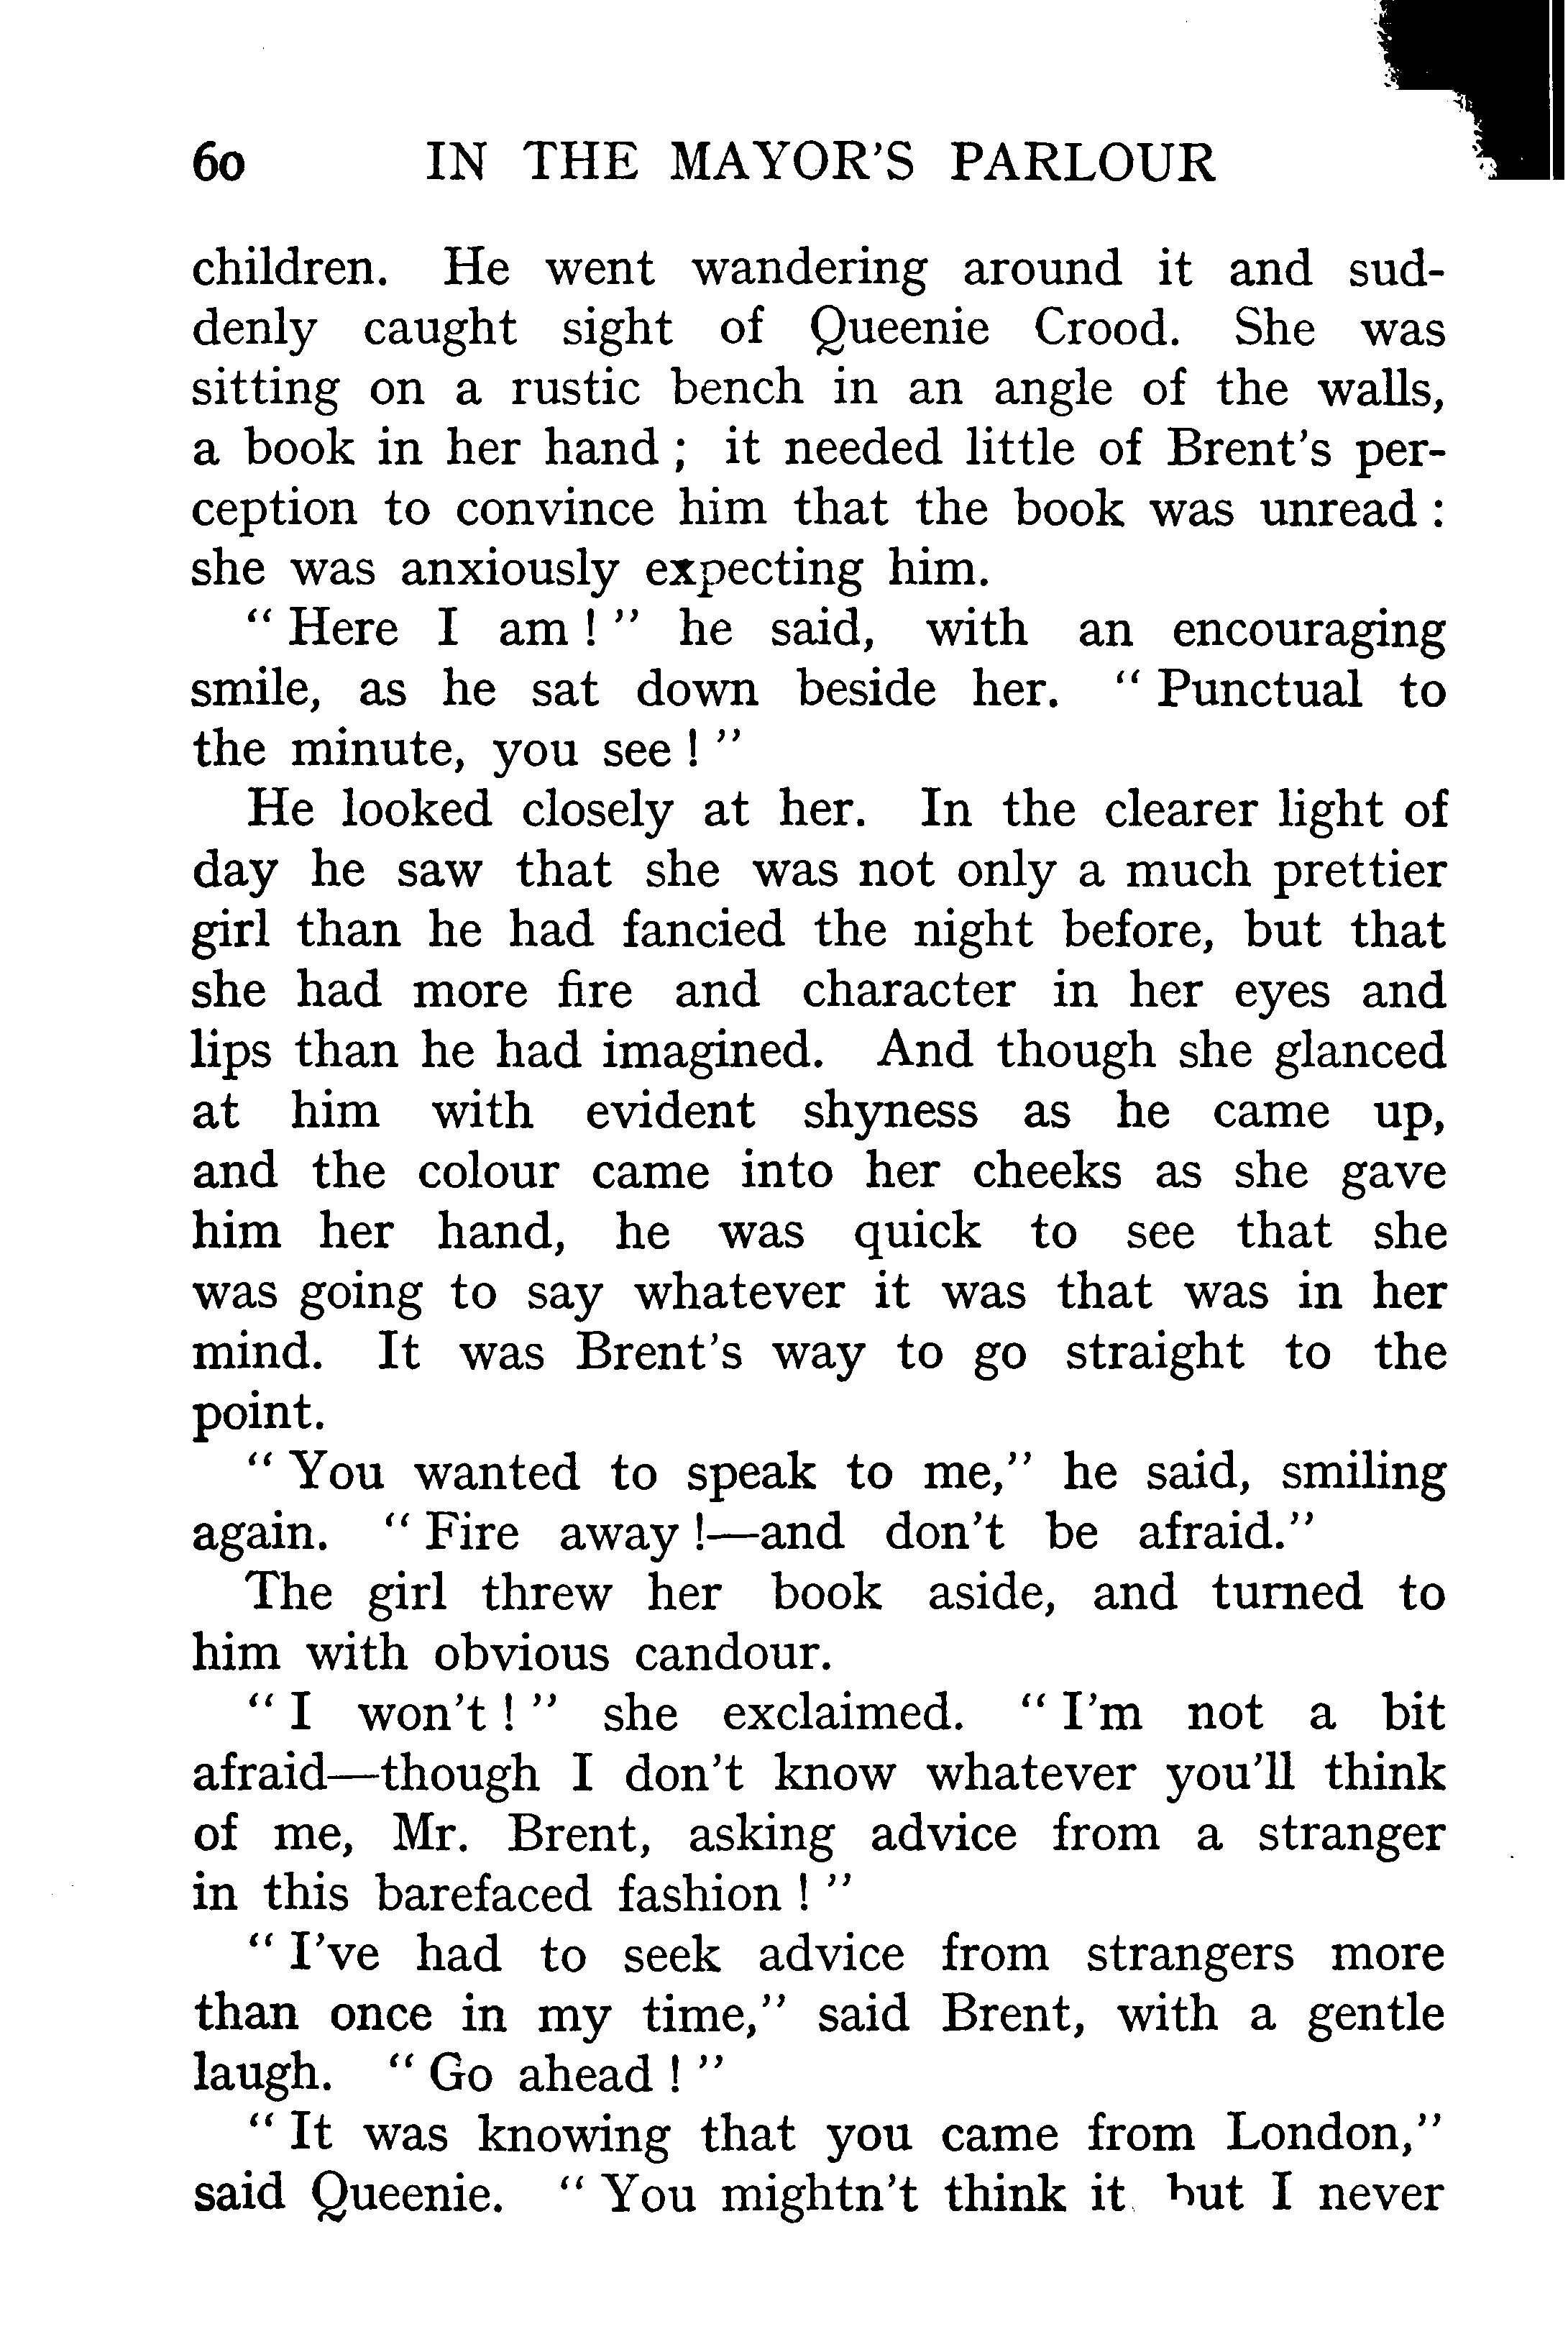 60 IN THE MAYOR'S PARLOUR
children. He went wandering around it and sud-
denly caught sight of Queenie Crood. She was
sitting on a rustic bench in an angle of the walls,
a book in her hand ; it needed little of Brent's per-
ception to convince him that the book was unread :
she was anxiously expecting him.
" Here I am ! " he said, with an encouraging
smile, as he sat down beside her. " Punctual to
the minute, you see ! "
He looked closely at her. In the clearer light of
day he saw that she was not only a much prettier
girl than he had fancied the night before, but that
she had more fire and character in her eyes and
lips than he had imagined. And though she glanced
at him with evident shyness as he came up,
and the colour came into her cheeks as she gave
him her hand, he was quick to see that she
was going to say whatever it was that was in her
mind. It was Brent's way to go straight to the
point.
" You wanted to speak to me," he said, smiling
again. " Fire away !—and don't be afraid."
The girl threw her book aside, and turned to
him with obvious candour.
" I won't ! " she exclaimed. " I'm not a bit
afraid—though I don't know whatever you'll think
of me, Mr. Brent, asking advice from a stranger
in this barefaced fashion ! "
" I've had to seek advice from strangers more
than once in my time," said Brent, with a gentle
laugh. " Go ahead ! "
" It was knowing that you came from London,"
said Queenie. " You mightn't think it, but I never